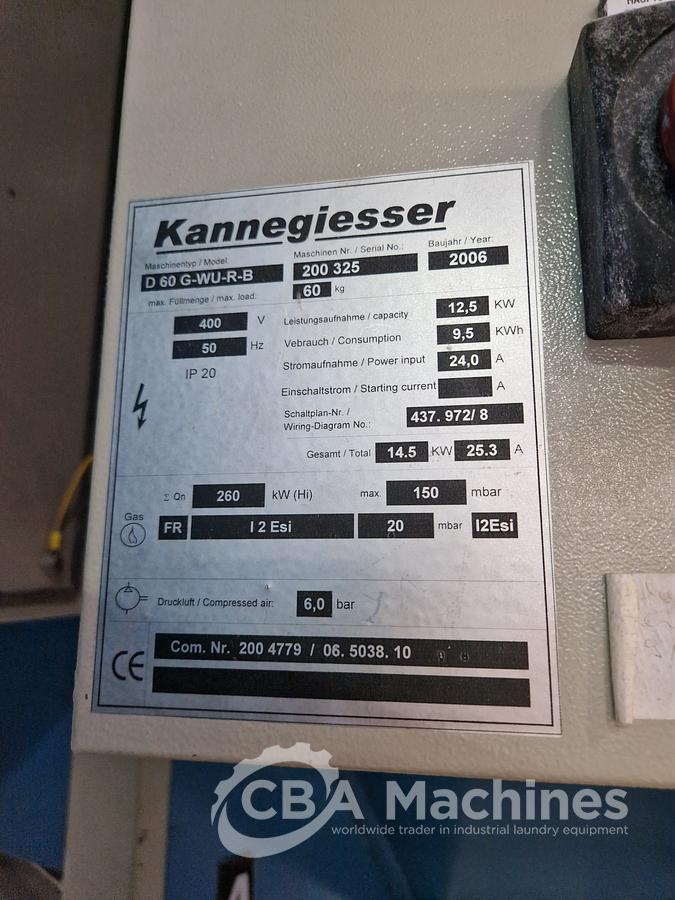 Kannegiesser
Maschinentyp / Model: Maschinen Nr. / Serial No.: Baujahr / Year:
D 60 G-WU-R-B 200 325 2006
max. Füllmenge / max. load: 60 kg
400 V Leistungsaufnahme / capacity 12,5 KW
50 Hz Vebrauch / Consumption 9,5 KWh
IP 20 Stromaufnahme / Power input 24,0 A
Einschaltstrom / Starting current A
Schaltplan-Nr. /
Wiring-Diagram No.: 437. 972/ 8
Gesamt / Total 14.5 KW 25.3 A
Σ Qn 260 kW (Hi) max. 150 mbar
Gas FR I 2 Esi 20 mbar I2Esi
Druckluft / Compressed air: 6,0 bar
CE Com. Nr. 200 4779 / 06. 5038. 10
CBA Machines
worldwide trader in industrial laundry equipment